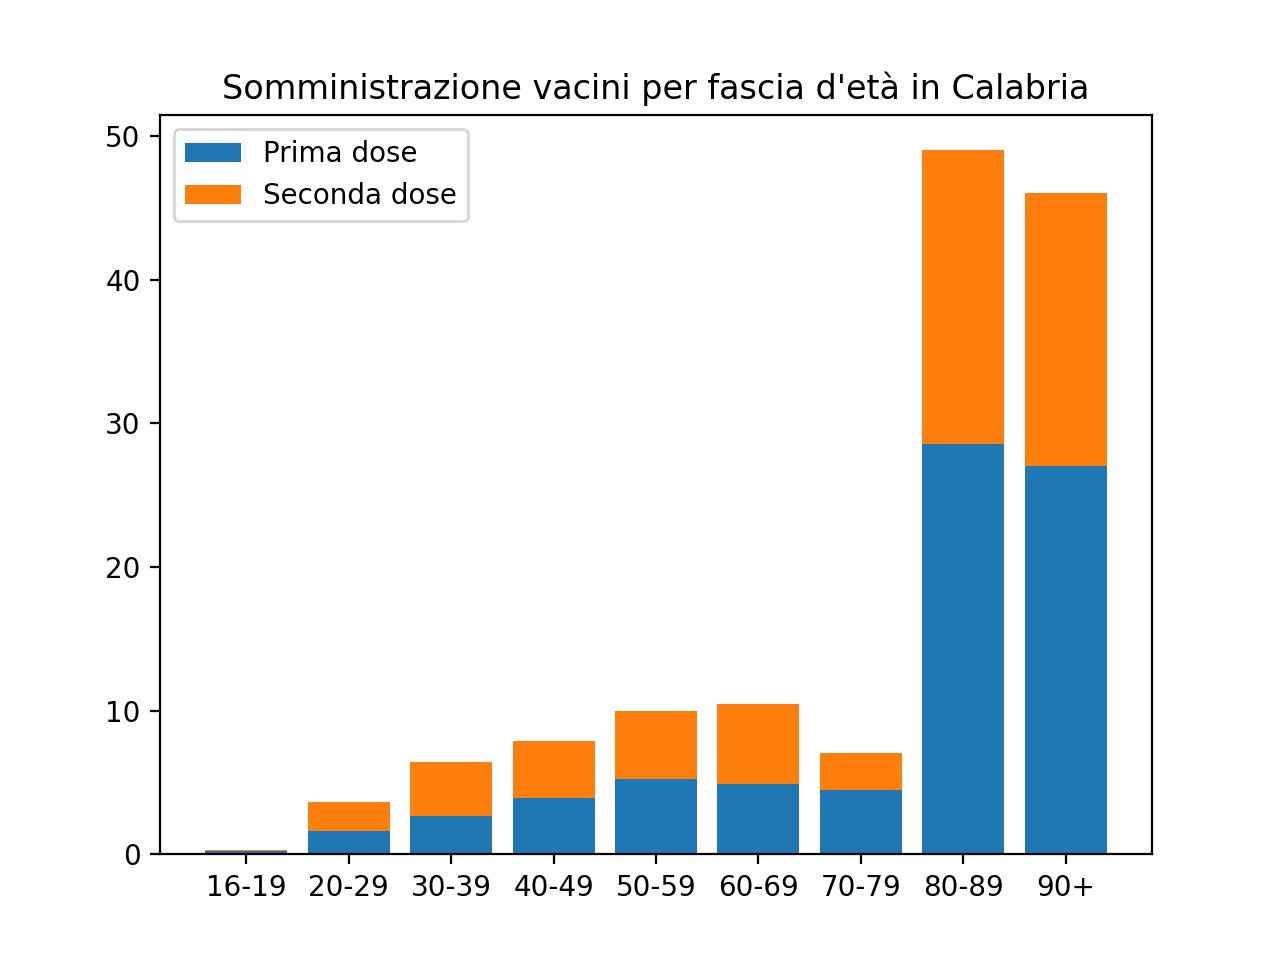 Somministrazione vacini per fascia d'età in Calabria
Prima dose
Seconda dose
50
40
30
20
10
0
16-19 20-29 30-39 40-49 50-59 60-69 70-79 80-89 90+